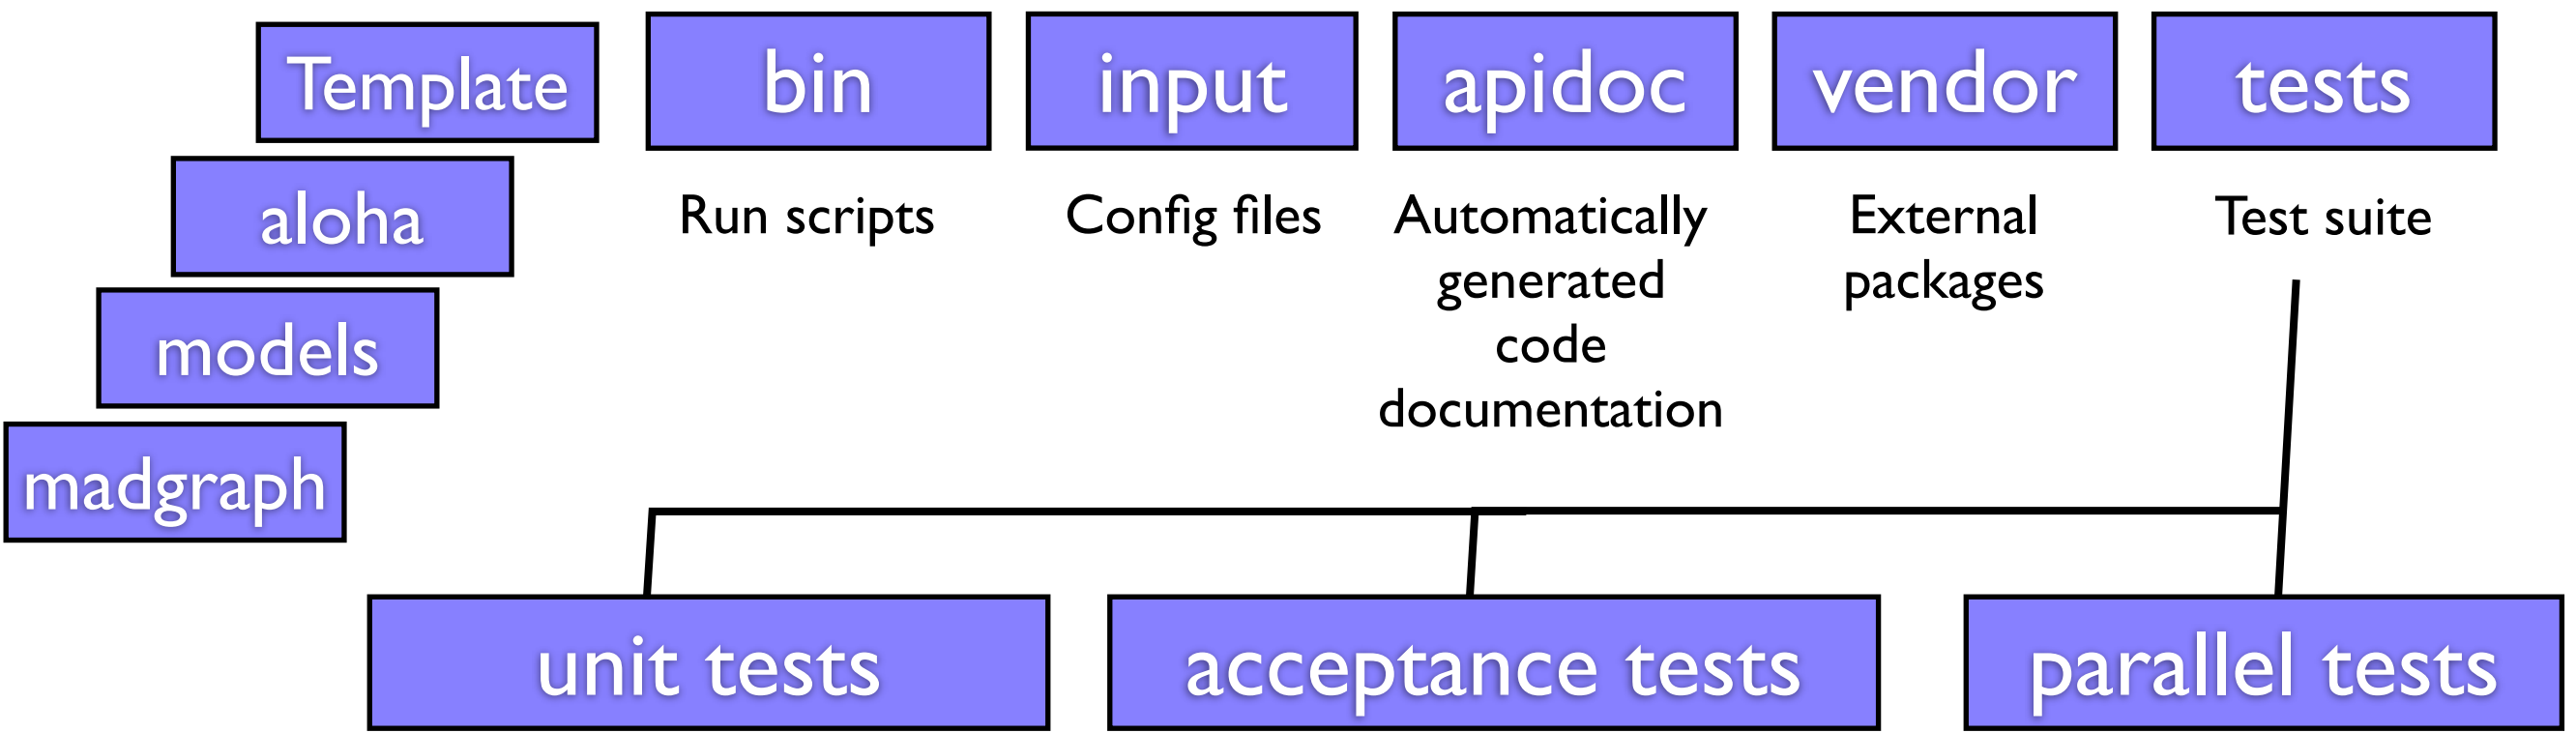 Template
bin
input
apidoc
vendor
tests
aloha
models
madgraph
Run scripts
Config files
Automatically
generated
code
documentation
External
packages
Test suite
unit tests
acceptance tests
parallel tests